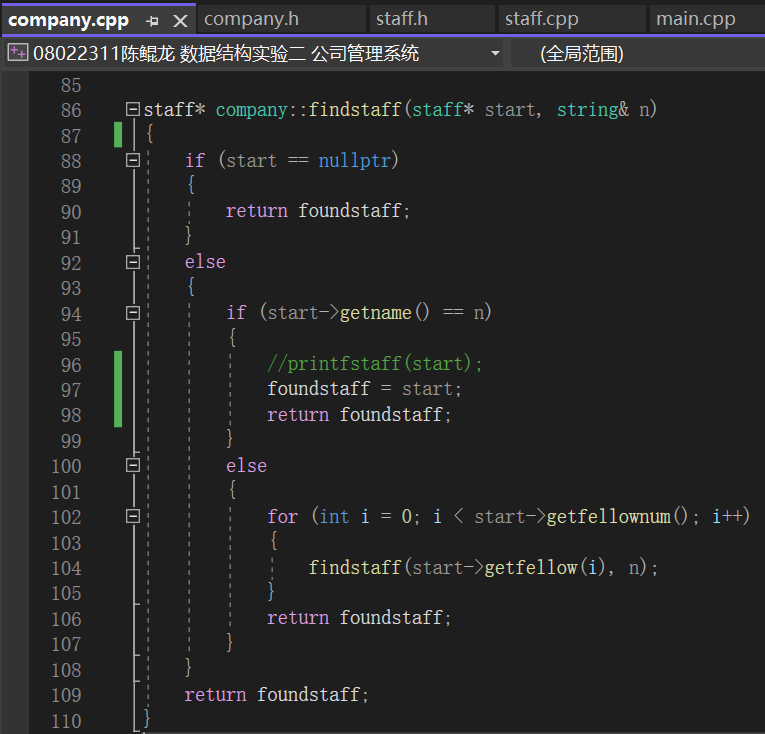 company.cpp company.h staff.h staff.cpp main.cpp
08022311陈鲲龙 数据结构实验二 公司管理系统 (全局范围)
85
86 staff* company::findstaff(staff* start, string& n)
87 {
88 if (start == nullptr)
89 {
90 return foundstaff;
91 }
92 else
93 {
94 if (start->getname() == n)
95 {
96 //printfstaff(start);
97 foundstaff = start;
98 return foundstaff;
99 }
100 else
101 {
102 for (int i = 0; i < start->getfellownum(); i++)
103 {
104 findstaff(start->getfellow(i), n);
105 }
106 return foundstaff;
107 }
108 }
109 return foundstaff;
110 }